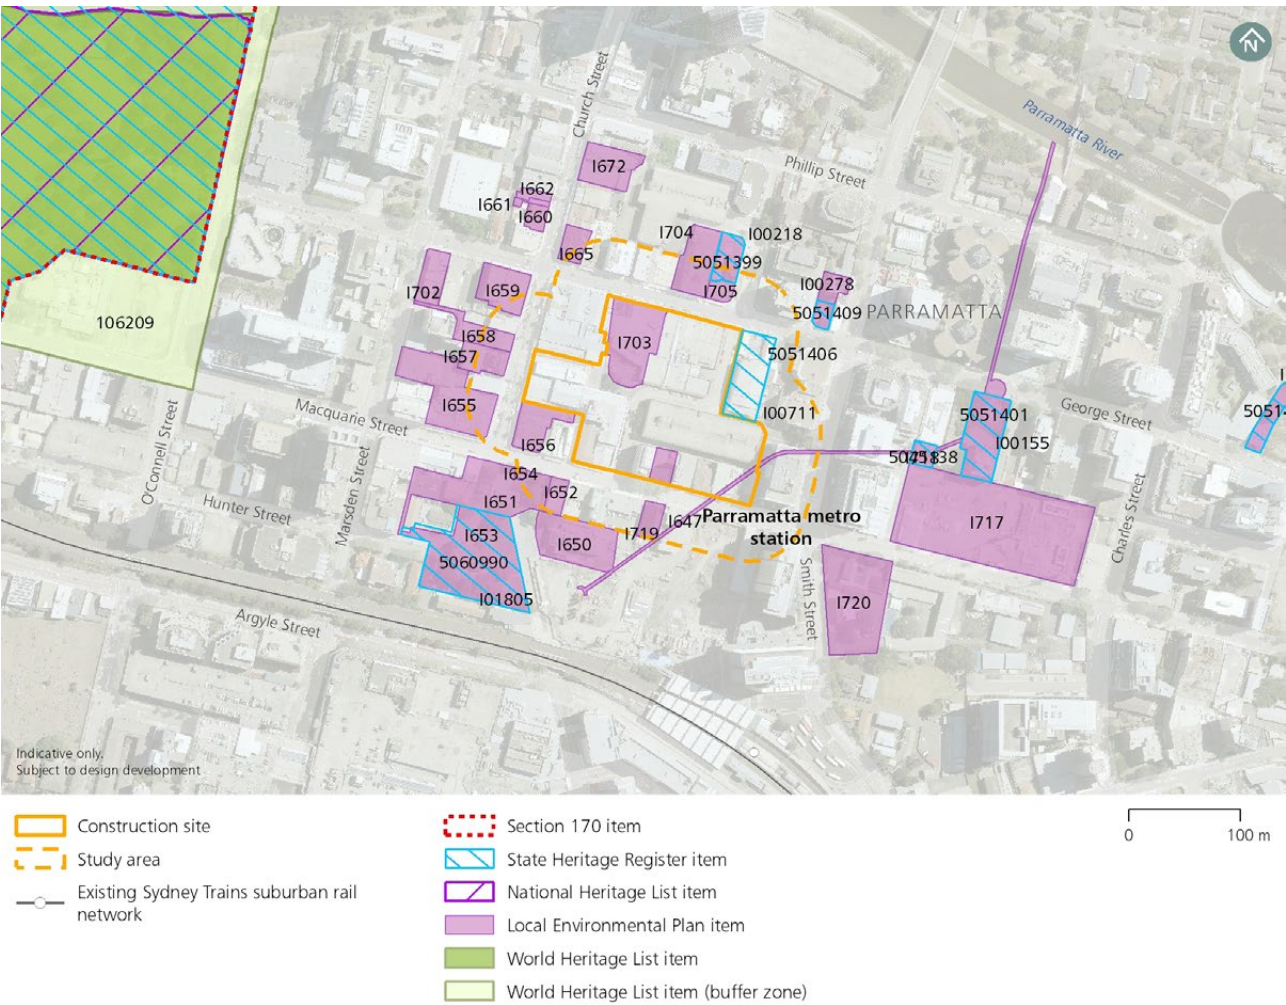 N
Church Street
Parramatta River
Phillip Street
I672
I662
I661
I660
I704
I00218
I665
5051399
I702
I659
I705
I00278
5051409
PARRAMATTA
106209
I658
I703
I657
5051406
Macquarie Street
I655
I00711
5051401
George Street
O'Connell Street
I656
I00155
Hunter Street
Marsden Street
I654
I652
I651
I653
I719
I647
Parramatta metro
station
I717
Charles Street
I650
5060990
I01805
Smith Street
I720
Argyle Street
Indicative only.
Subject to design development
Construction site
Study area
Existing Sydney Trains suburban rail
network
Section 170 item
State Heritage Register item
National Heritage List item
Local Environmental Plan item
World Heritage List item
World Heritage List item (buffer zone)
0
100 m